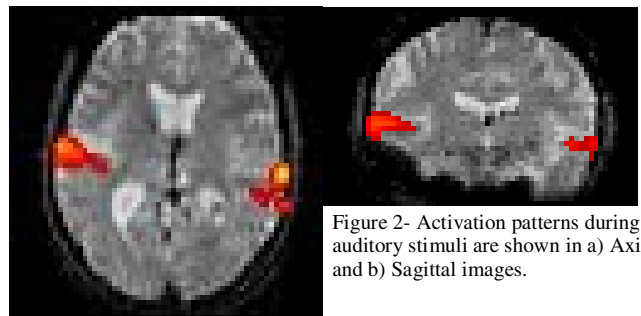 Figure 2- Activation patterns during
auditory stimuli are shown in a) Axi
and b) Sagittal images.